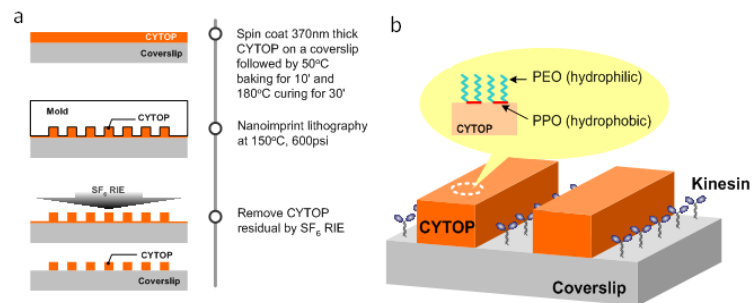 a
CYTOP
Coverslip
Spin coat 370nm thick
CYTOP on a coverslip
followed by 50°C
baking for 10' and
180°C curing for 30'
Mold
CYTOP
Nanoimprint lithography
at 150°C, 600psi
SF6 RIE
Remove CYTOP
residual by SF6 RIE
CYTOP
Coverslip
b
PEO (hydrophilic)
PPO (hydrophobic)
CYTOP
Kinesin
CYTOP
Coverslip